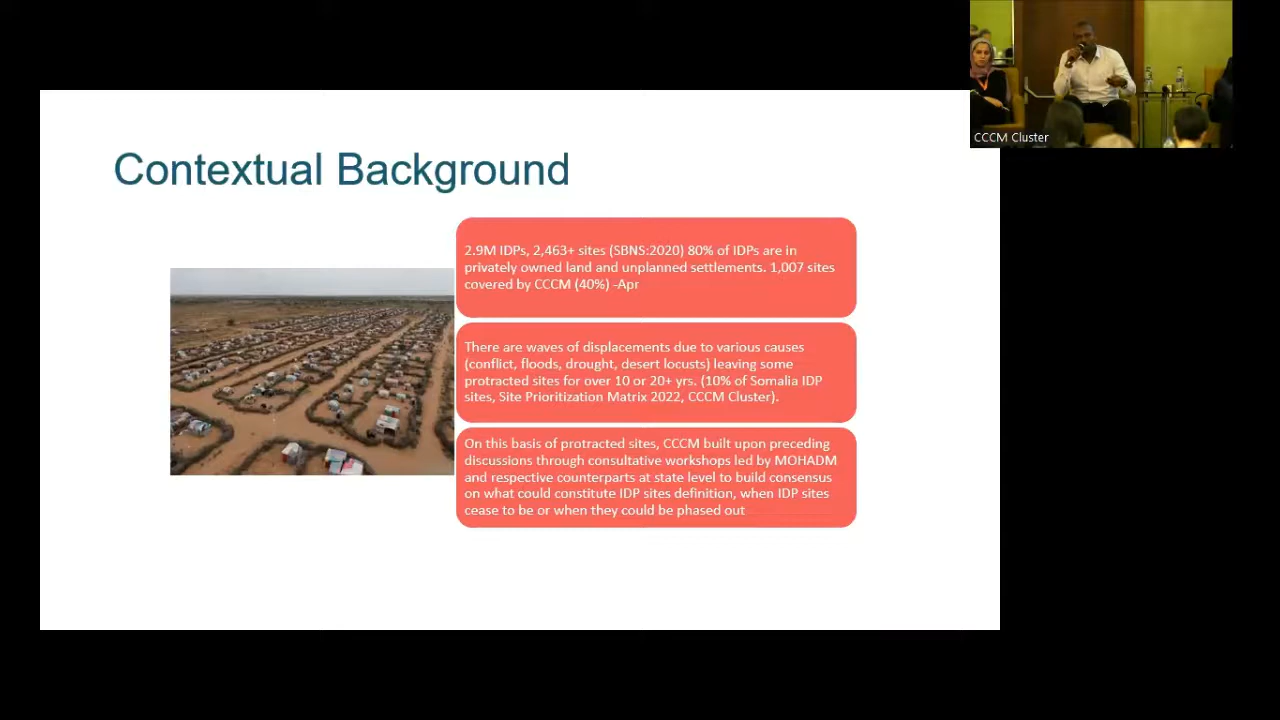 CCCM Cluster
Contextual Background
2.9M IDPs, 2,463+ sites (SBNS:2020) 80% of IDPs are in
privately owned land and unplanned settlements. 1,007 sites
covered by CCCM (40%) -Apr
There are waves of displacements due to various causes
(conflict, floods, drought, desert locusts) leaving some
protracted sites for over 10 or 20+ yrs. (10% of Somalia IDP
sites, Site Prioritization Matrix 2022, CCCM Cluster).
On this basis of protracted sites, CCCM built upon preceding
discussions through consultative workshops led by MOHADM
and respective counterparts at state level to build consensus
on what could constitute IDP sites definition, when IDP sites
cease to be or when they could be phased out